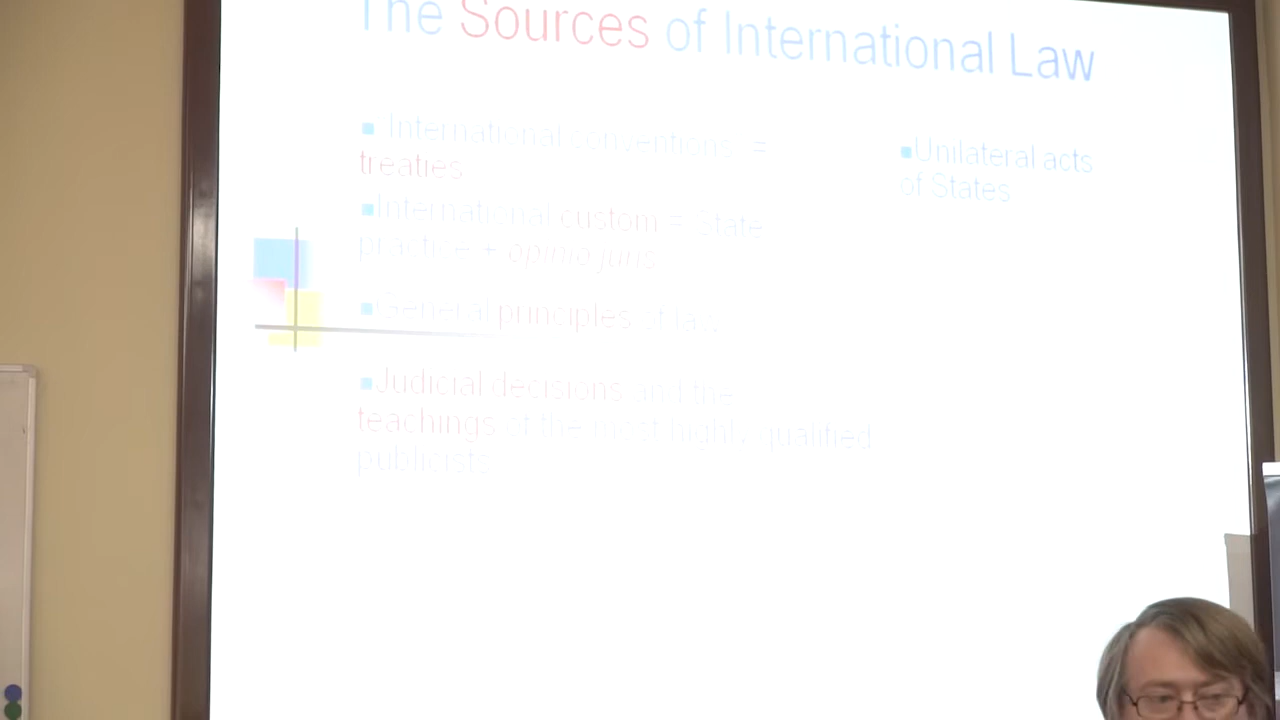 The Sources of International Law
■ International conventions =
treaties
■International custom = State
practice + opinio juris
■General principles of law
■Judicial decisions and the
teachings of the most highly qualified
publicists
■Unilateral acts
of States